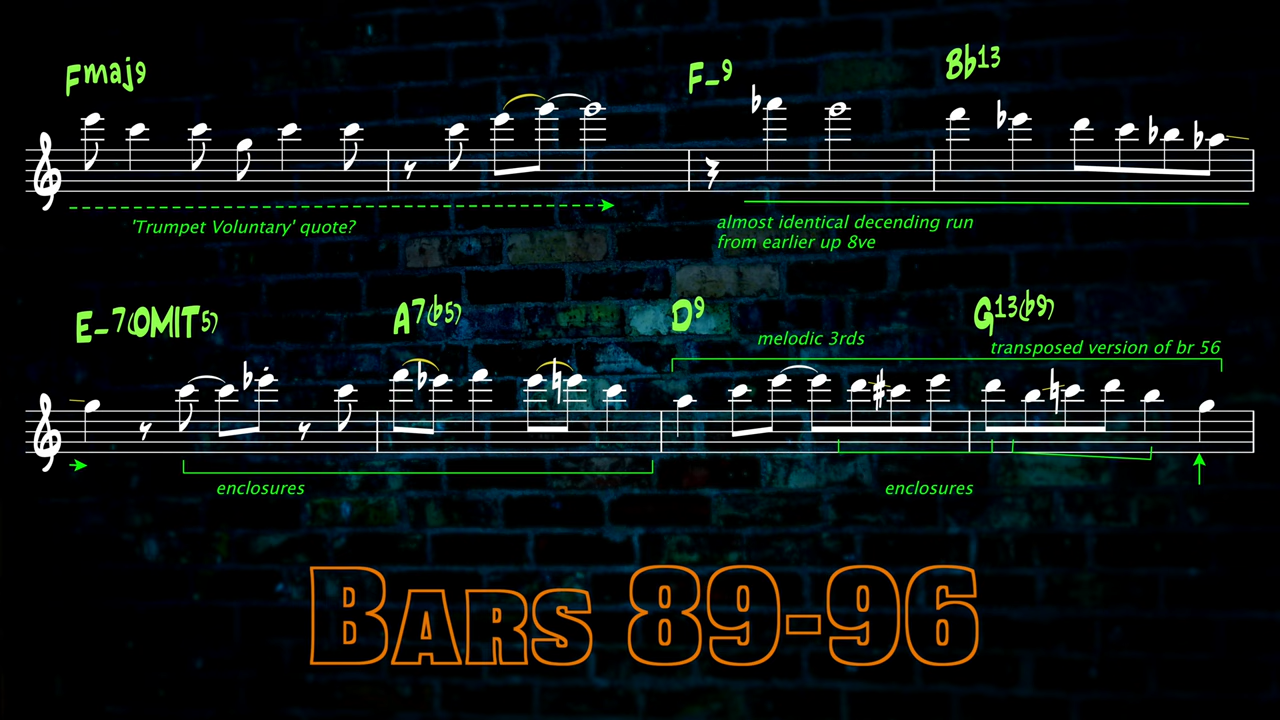 Fmaj9 F-9 Bb13
'Trumpet Voluntary' quote?
almost identical decending run
from earlier up 8ve
E-7(OMIT5) A7(b5) D9 G13(b9)
melodic 3rds
transposed version of br 56
enclosures enclosures
BARS 89-96